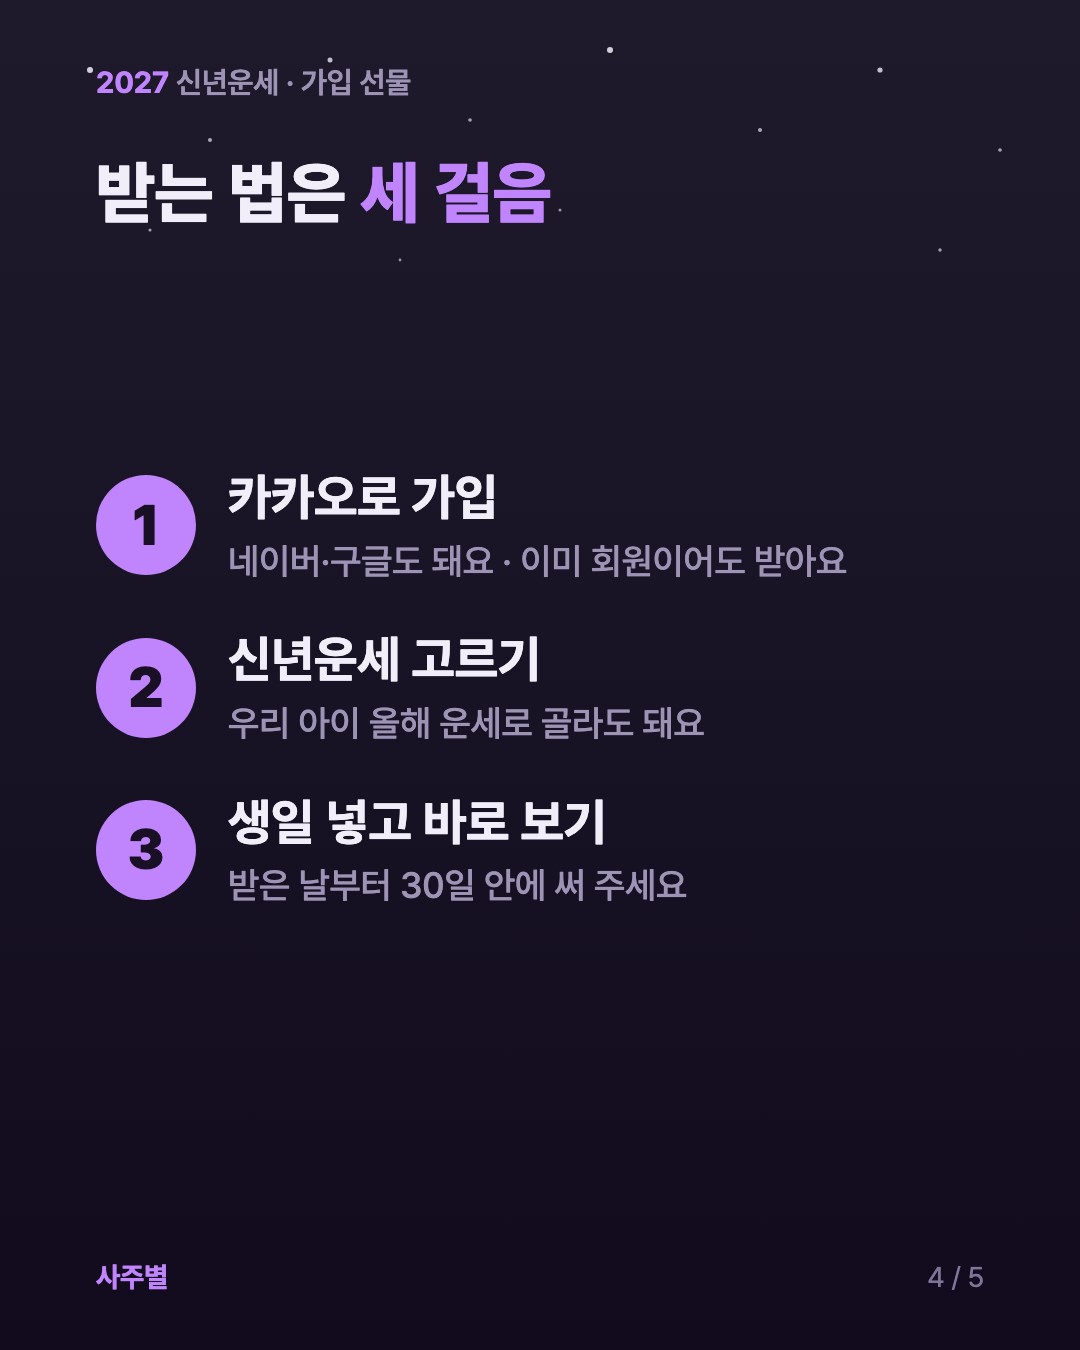 2027 신년운세 · 가입 선물
받는 법은 세 걸음
1
카카오로 가입
네이버·구글도 돼요 · 이미 회원이어도 받아요
2
신년운세 고르기
우리 아이 올해 운세로 골라도 돼요
3
생일 넣고 바로 보기
받은 날부터 30일 안에 써 주세요
사주별
4 / 5